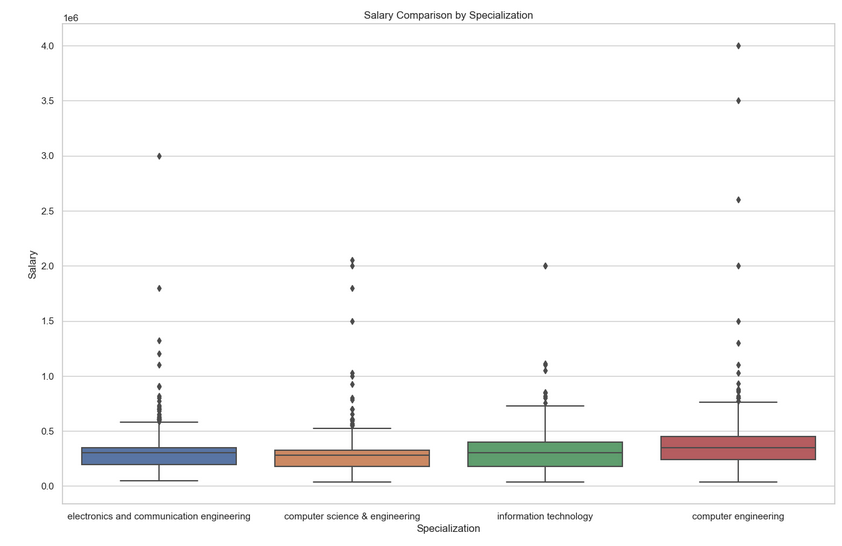 Salary Comparison by Specialization
1e6
4.0
3.5
3.0
2.5
2.0
1.5
1.0
0.5
0.0
Salary
electronics and communication engineering
computer science & engineering
information technology
computer engineering
Specialization